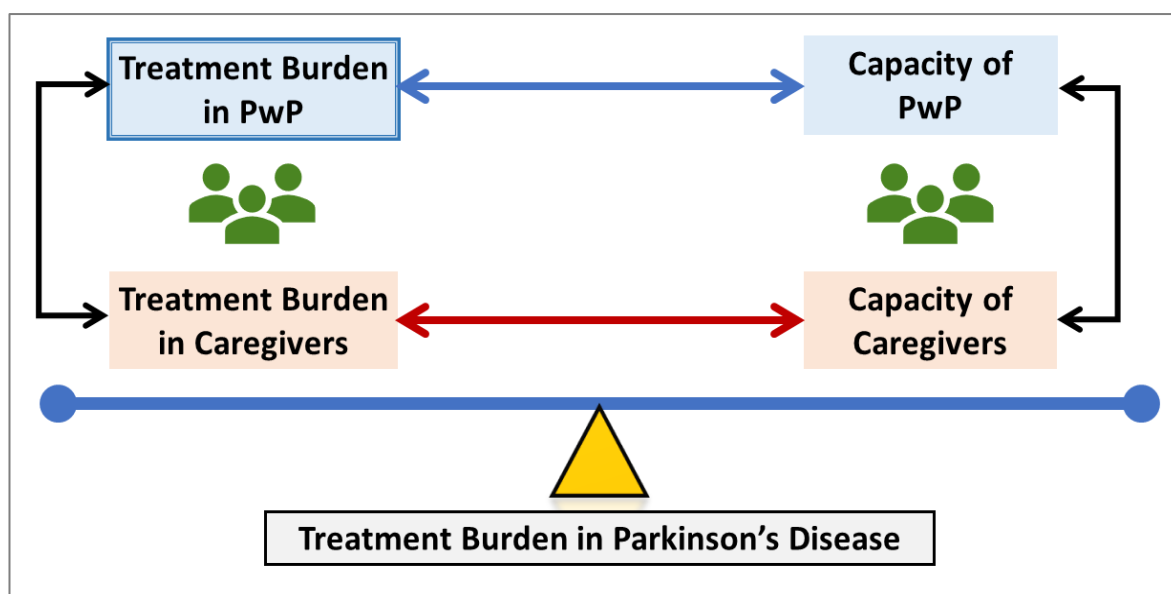 Treatment Burden
in PwP
Capacity of
PwP
Treatment Burden
in Caregivers
Capacity of
Caregivers
Treatment Burden in Parkinson’s Disease